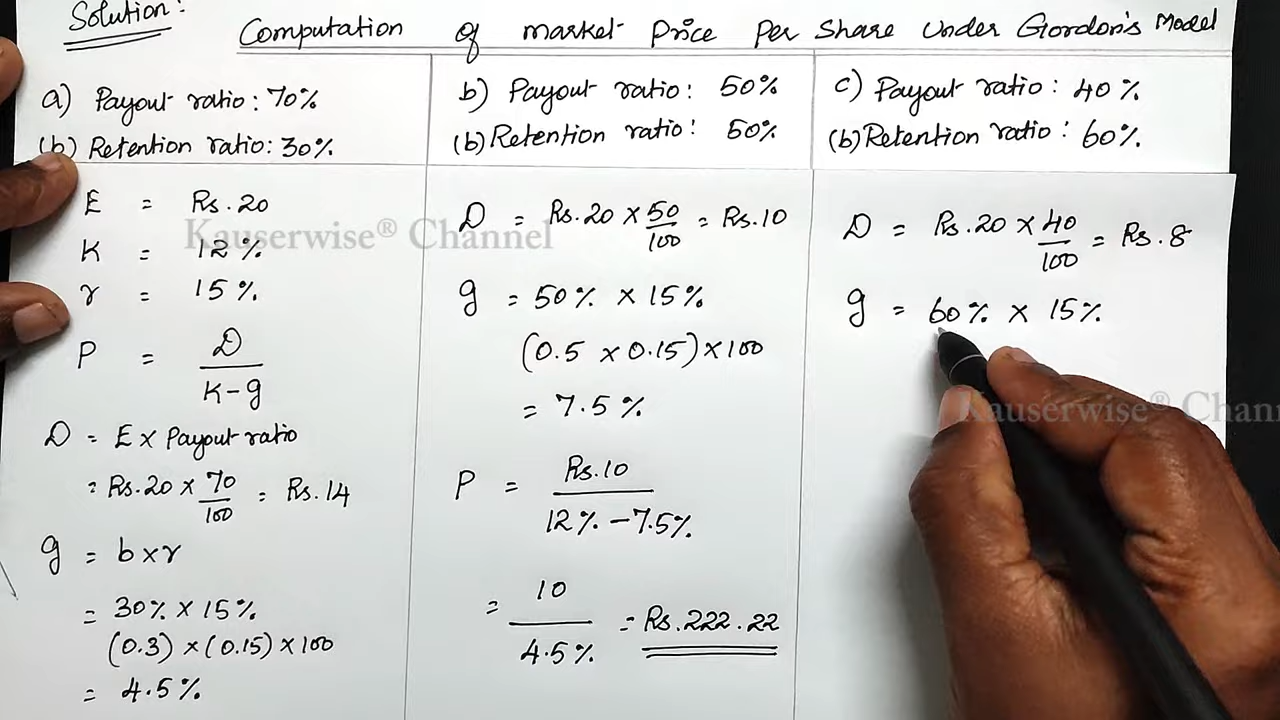 Solution:
Computation of market Price Per Share Under Gordon's Model
a) Payout ratio: 70%
(b) Retention ratio: 30%
E = Rs.20
K = 12%
r = 15%
P = D / K-g
D = E x Payout ratio
= Rs.20 x 70/100 = Rs.14
g = b x r
= 30% x 15%
(0.3) x (0.15) x 100
= 4.5%
b) Payout ratio: 50%
(b) Retention ratio: 50%
D = Rs.20 x 50/100 = Rs.10
g = 50% x 15%
(0.5 x 0.15) x 100
= 7.5%
P = Rs.10 / 12% - 7.5%
= 10 / 4.5% = Rs.222.22
c) Payout ratio: 40%
(b) Retention ratio: 60%
D = Rs.20 x 40/100 = Rs.8
g = 60% x 15%
Kauserwise® Channel
Kauserwise® Chann